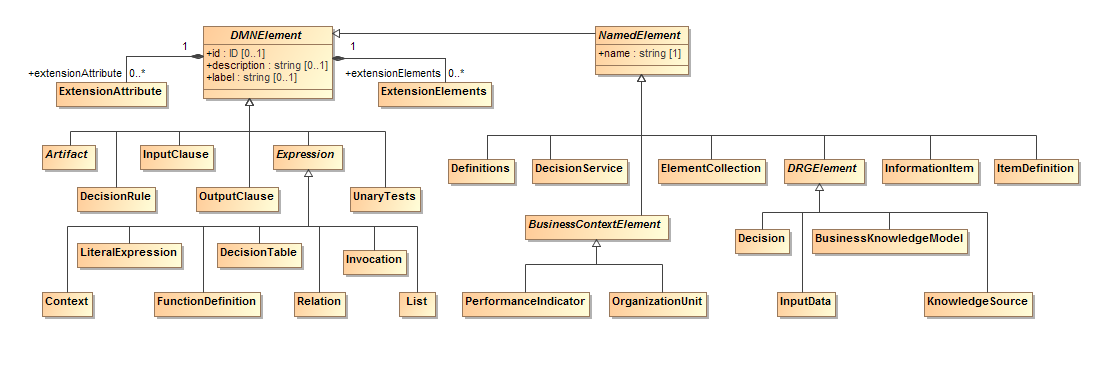 DMNElement
+id : ID [0..1]
+description : string [0..1]
+label : string [0..1]
NamedElement
+name : string [1]
1
1
+extensionAttribute 0..*
+extensionElements 0..*
ExtensionAttribute
ExtensionElements
Artifact
InputClause
Expression
DecisionRule
OutputClause
UnaryTests
Definitions
DecisionService
ElementCollection
DRGElement
InformationItem
ItemDefinition
BusinessContextElement
LiteralExpression
DecisionTable
Invocation
Decision
BusinessKnowledgeModel
Context
FunctionDefinition
Relation
List
PerformanceIndicator
OrganizationUnit
InputData
KnowledgeSource